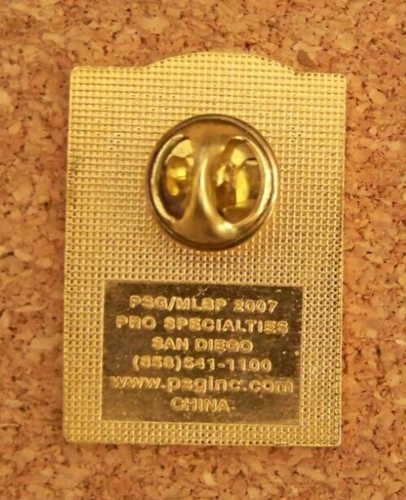 PSG/MLBP 2007
PRO SPECIALTIES
SAN DIEGO
(858)541-1100
www.psginc.com
CHINA